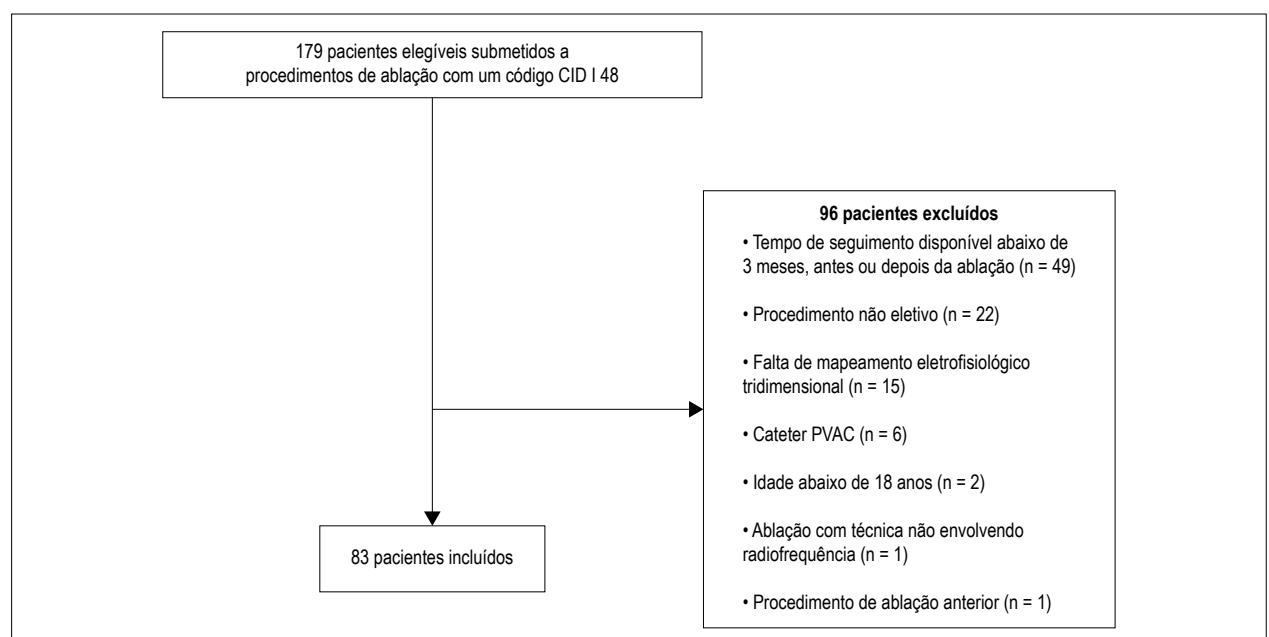 179 pacientes elegíveis submetidos a
procedimentos de ablação com um código CID I 48
96 pacientes excluídos
• Tempo de seguimento disponível abaixo de
3 meses, antes ou depois da ablação (n = 49)
• Procedimento não eletivo (n = 22)
• Falta de mapeamento eletrofisiológico
tridimensional (n = 15)
• Cateter PVAC (n = 6)
• Idade abaixo de 18 anos (n = 2)
• Ablação com técnica não envolvendo
radiofrequência (n = 1)
• Procedimento de ablação anterior (n = 1)
83 pacientes incluídos